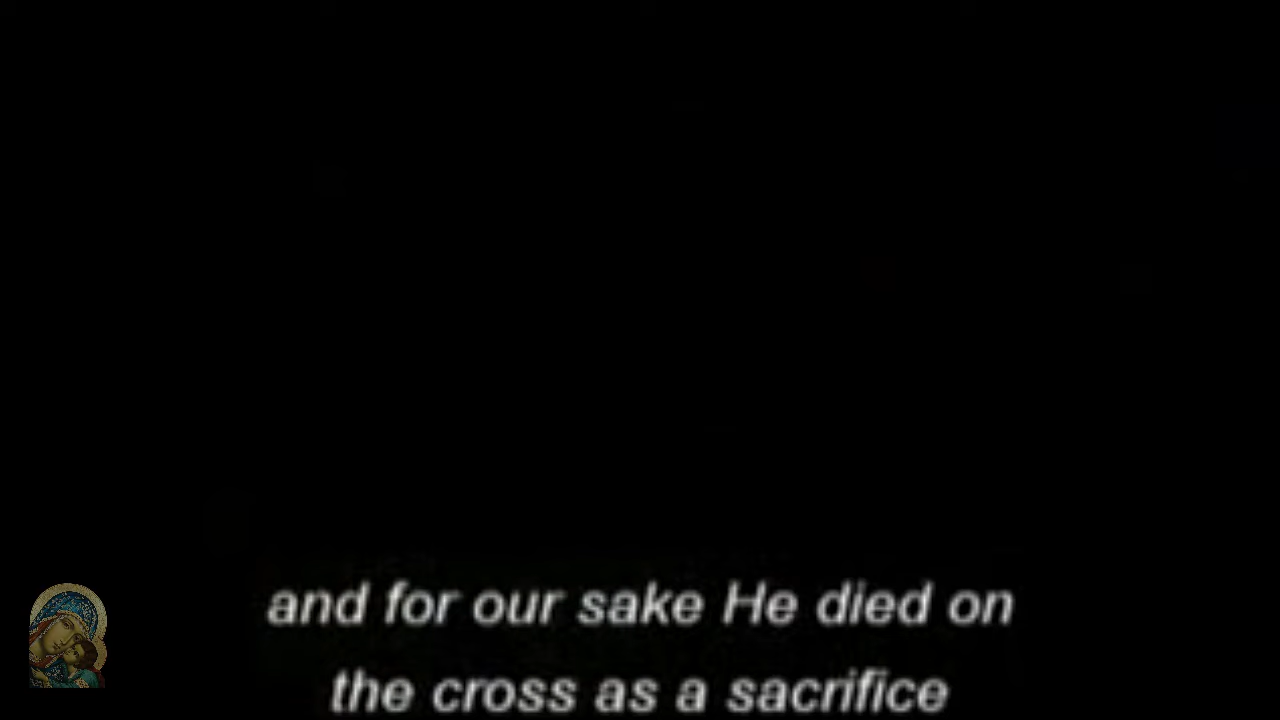 and for our sake He died on
the cross as a sacrifice